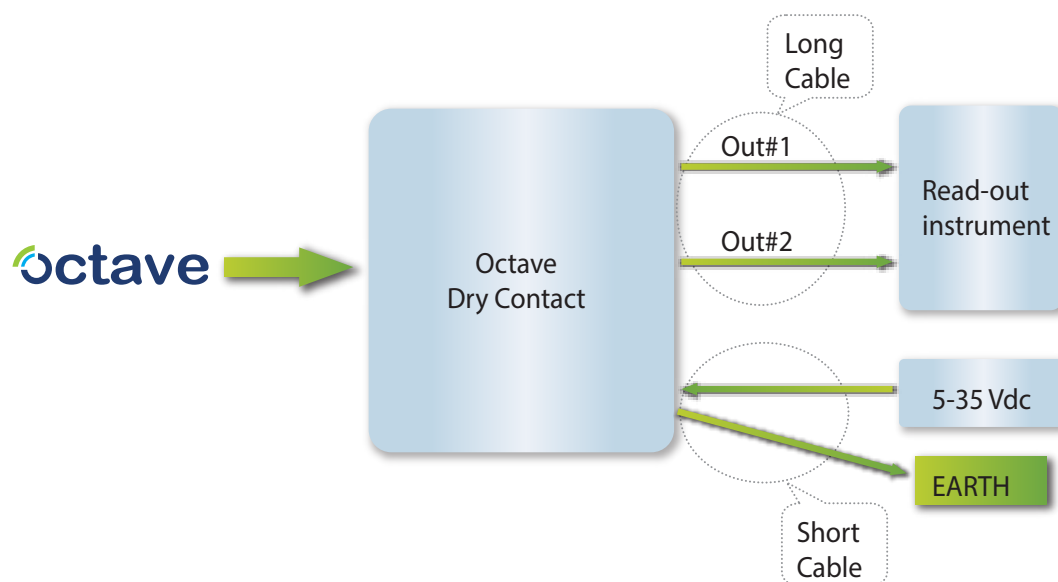 Long
Cable
Out#1
Read-out
instrument
Out#2
octave
Octave
Dry Contact
5-35 Vdc
EARTH
Short
Cable